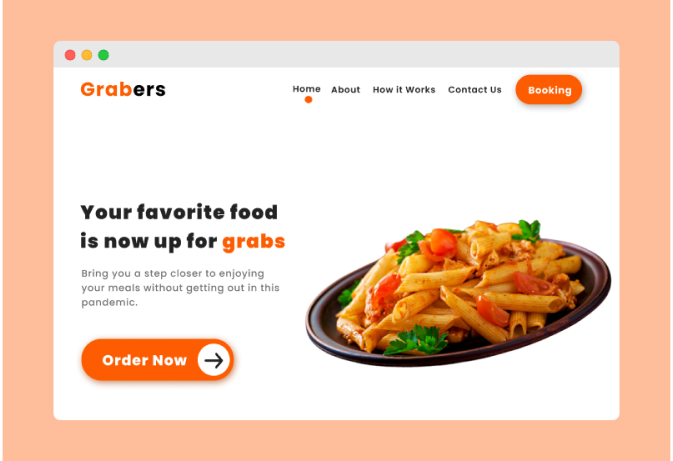 Grabers
Home About How it Works Contact Us Booking
Your favorite food
is now up for grabs
Bring you a step closer to enjoying
your meals without getting out in this
pandemic.
Order Now